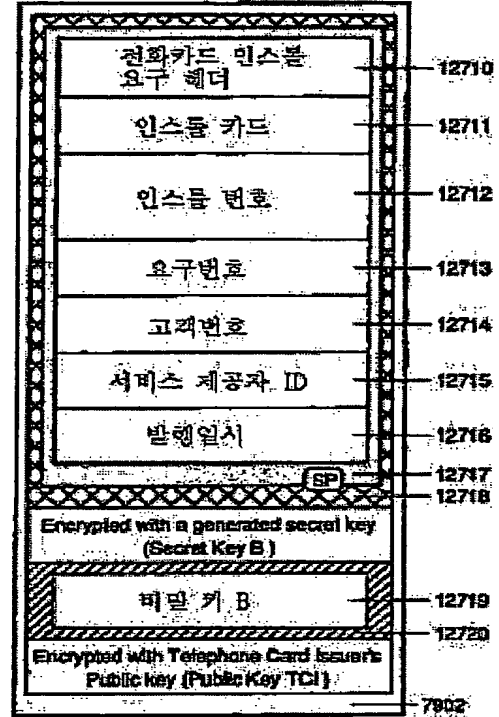 전화카드 인스톨
요구 헤더
12710
인스톨 카드
12711
인스톨 번호
12712
요구번호
12713
고객번호
12714
서비스 제공자 ID
12715
발행일시
12716
SP
12717
12718
Encrypted with a generated secret key
(Secret Key B)
비밀 키 B
12719
12720
Encrypted with Telephone Card Issuer's
Public key (Public Key TCI)
7902